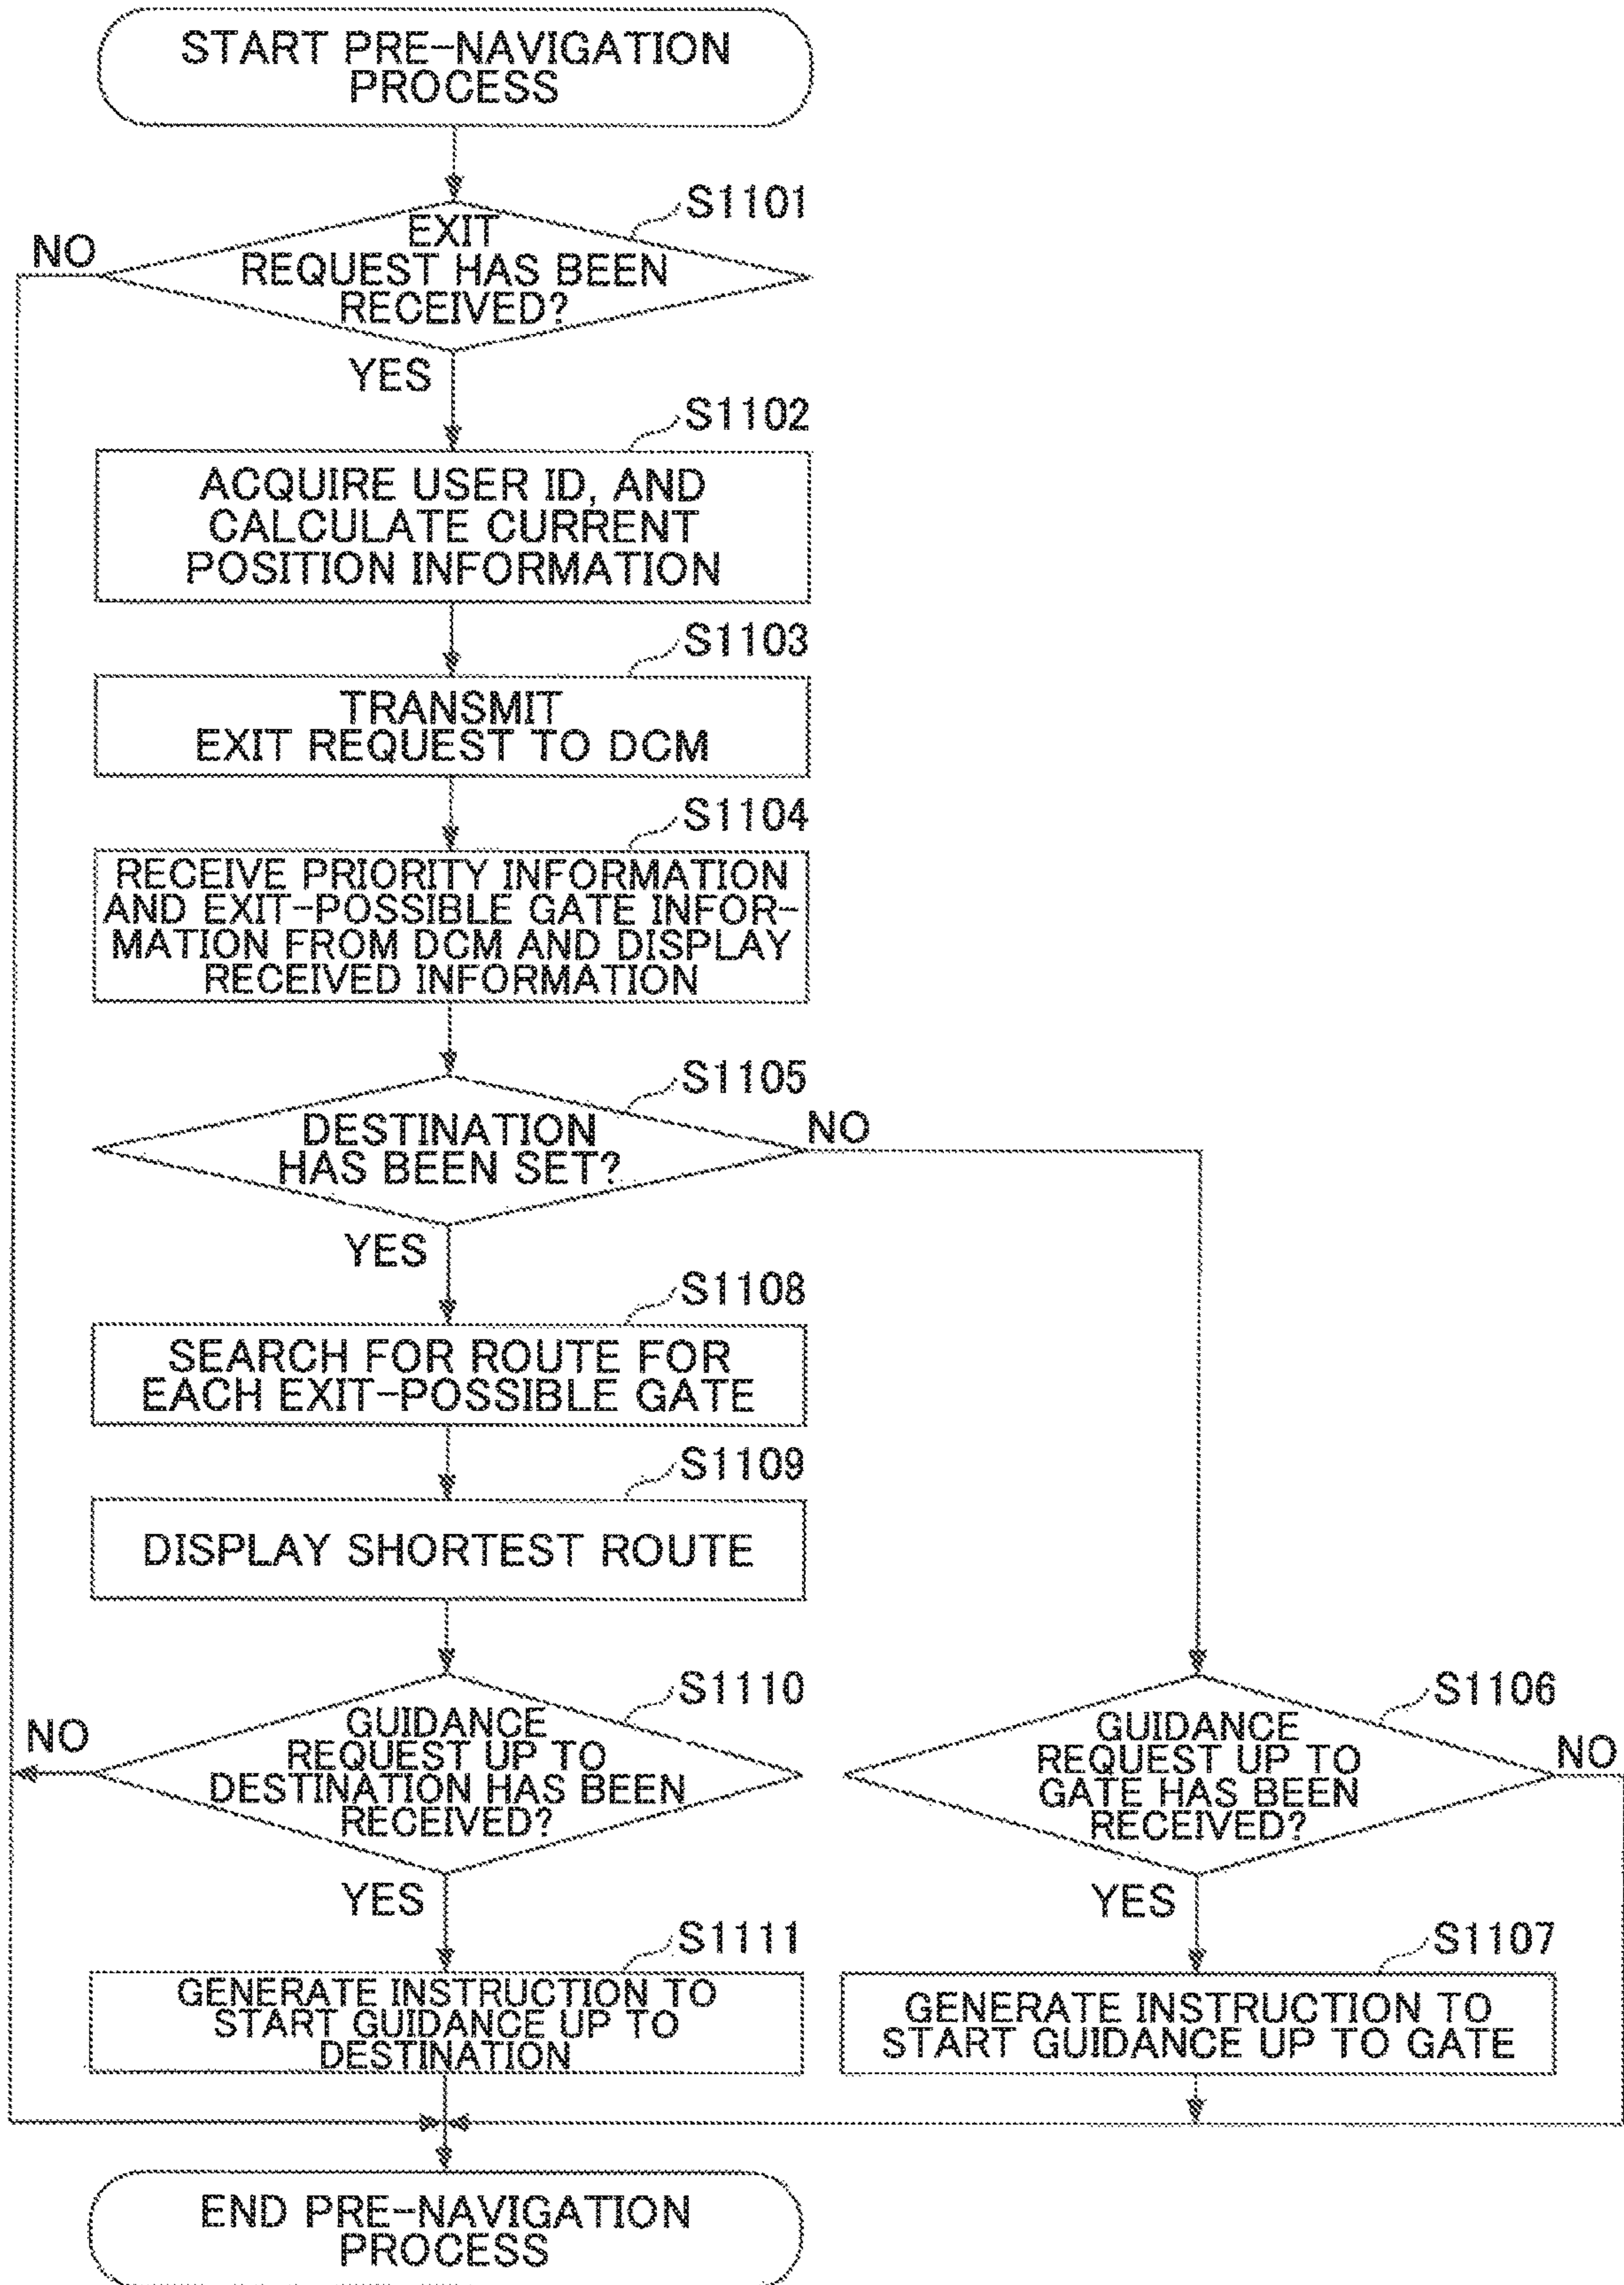 START PRE-NAVIGATION
PROCESS
S1101
NO
EXIT
REQUEST HAS BEEN
RECEIVED?
YES
S1102
ACQUIRE USER ID, AND
CALCULATE CURRENT
POSITION INFORMATION
S1103
TRANSMIT
EXIT REQUEST TO DCM
S1104
RECEIVE PRIORITY INFORMATION
AND EXIT-POSSIBLE GATE INFOR-
MATION FROM DCM AND DISPLAY
RECEIVED INFORMATION
S1105
DESTINATION
HAS BEEN SET?
NO
YES
S1108
SEARCH FOR ROUTE FOR
EACH EXIT-POSSIBLE GATE
S1109
DISPLAY SHORTEST ROUTE
S1110
NO
GUIDANCE
REQUEST UP TO
DESTINATION HAS BEEN
RECEIVED?
YES
S1111
GENERATE INSTRUCTION TO
START GUIDANCE UP TO
DESTINATION
S1106
GUIDANCE
REQUEST UP TO
GATE HAS BEEN
RECEIVED?
NO
YES
S1107
GENERATE INSTRUCTION TO
START GUIDANCE UP TO GATE
END PRE-NAVIGATION
PROCESS